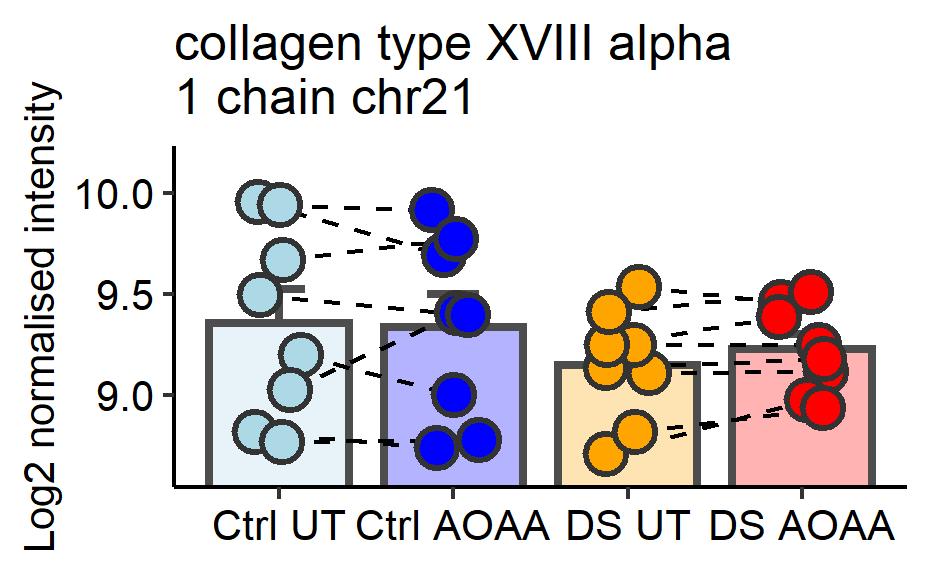 collagen type XVIII alpha
1 chain chr21
Log2 normalised intensity
10.0
9.5
9.0
Ctrl UT Ctrl AOAA DS UT DS AOAA